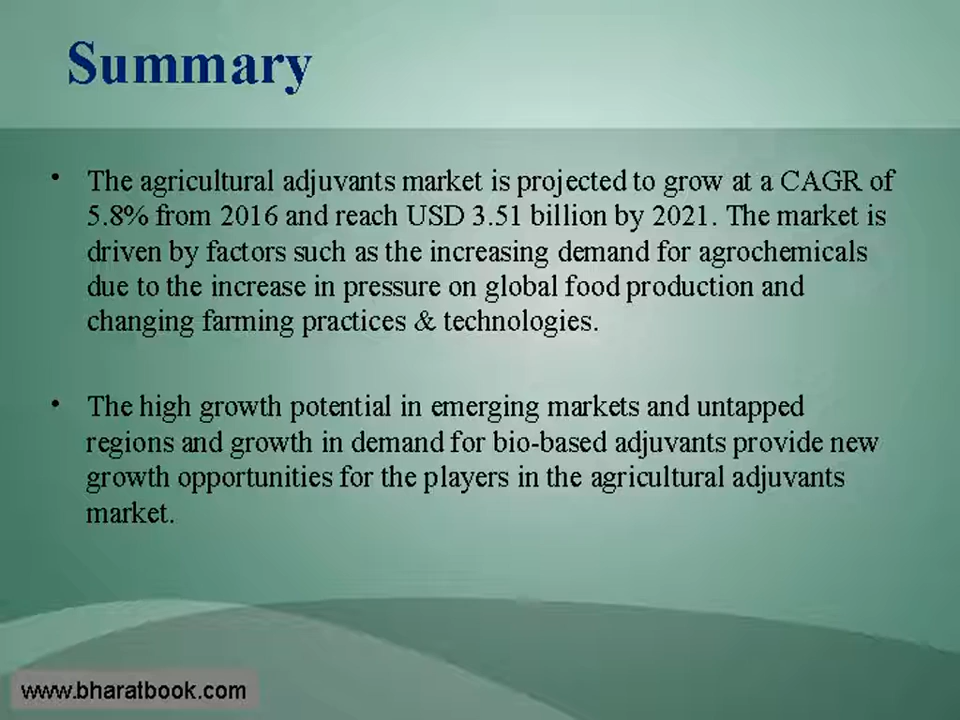 Summary
• The agricultural adjuvants market is projected to grow at a CAGR of
5.8% from 2016 and reach USD 3.51 billion by 2021. The market is
driven by factors such as the increasing demand for agrochemicals
due to the increase in pressure on global food production and
changing farming practices & technologies.
• The high growth potential in emerging markets and untapped
regions and growth in demand for bio-based adjuvants provide new
growth opportunities for the players in the agricultural adjuvants
market.
www.bharatbook.com